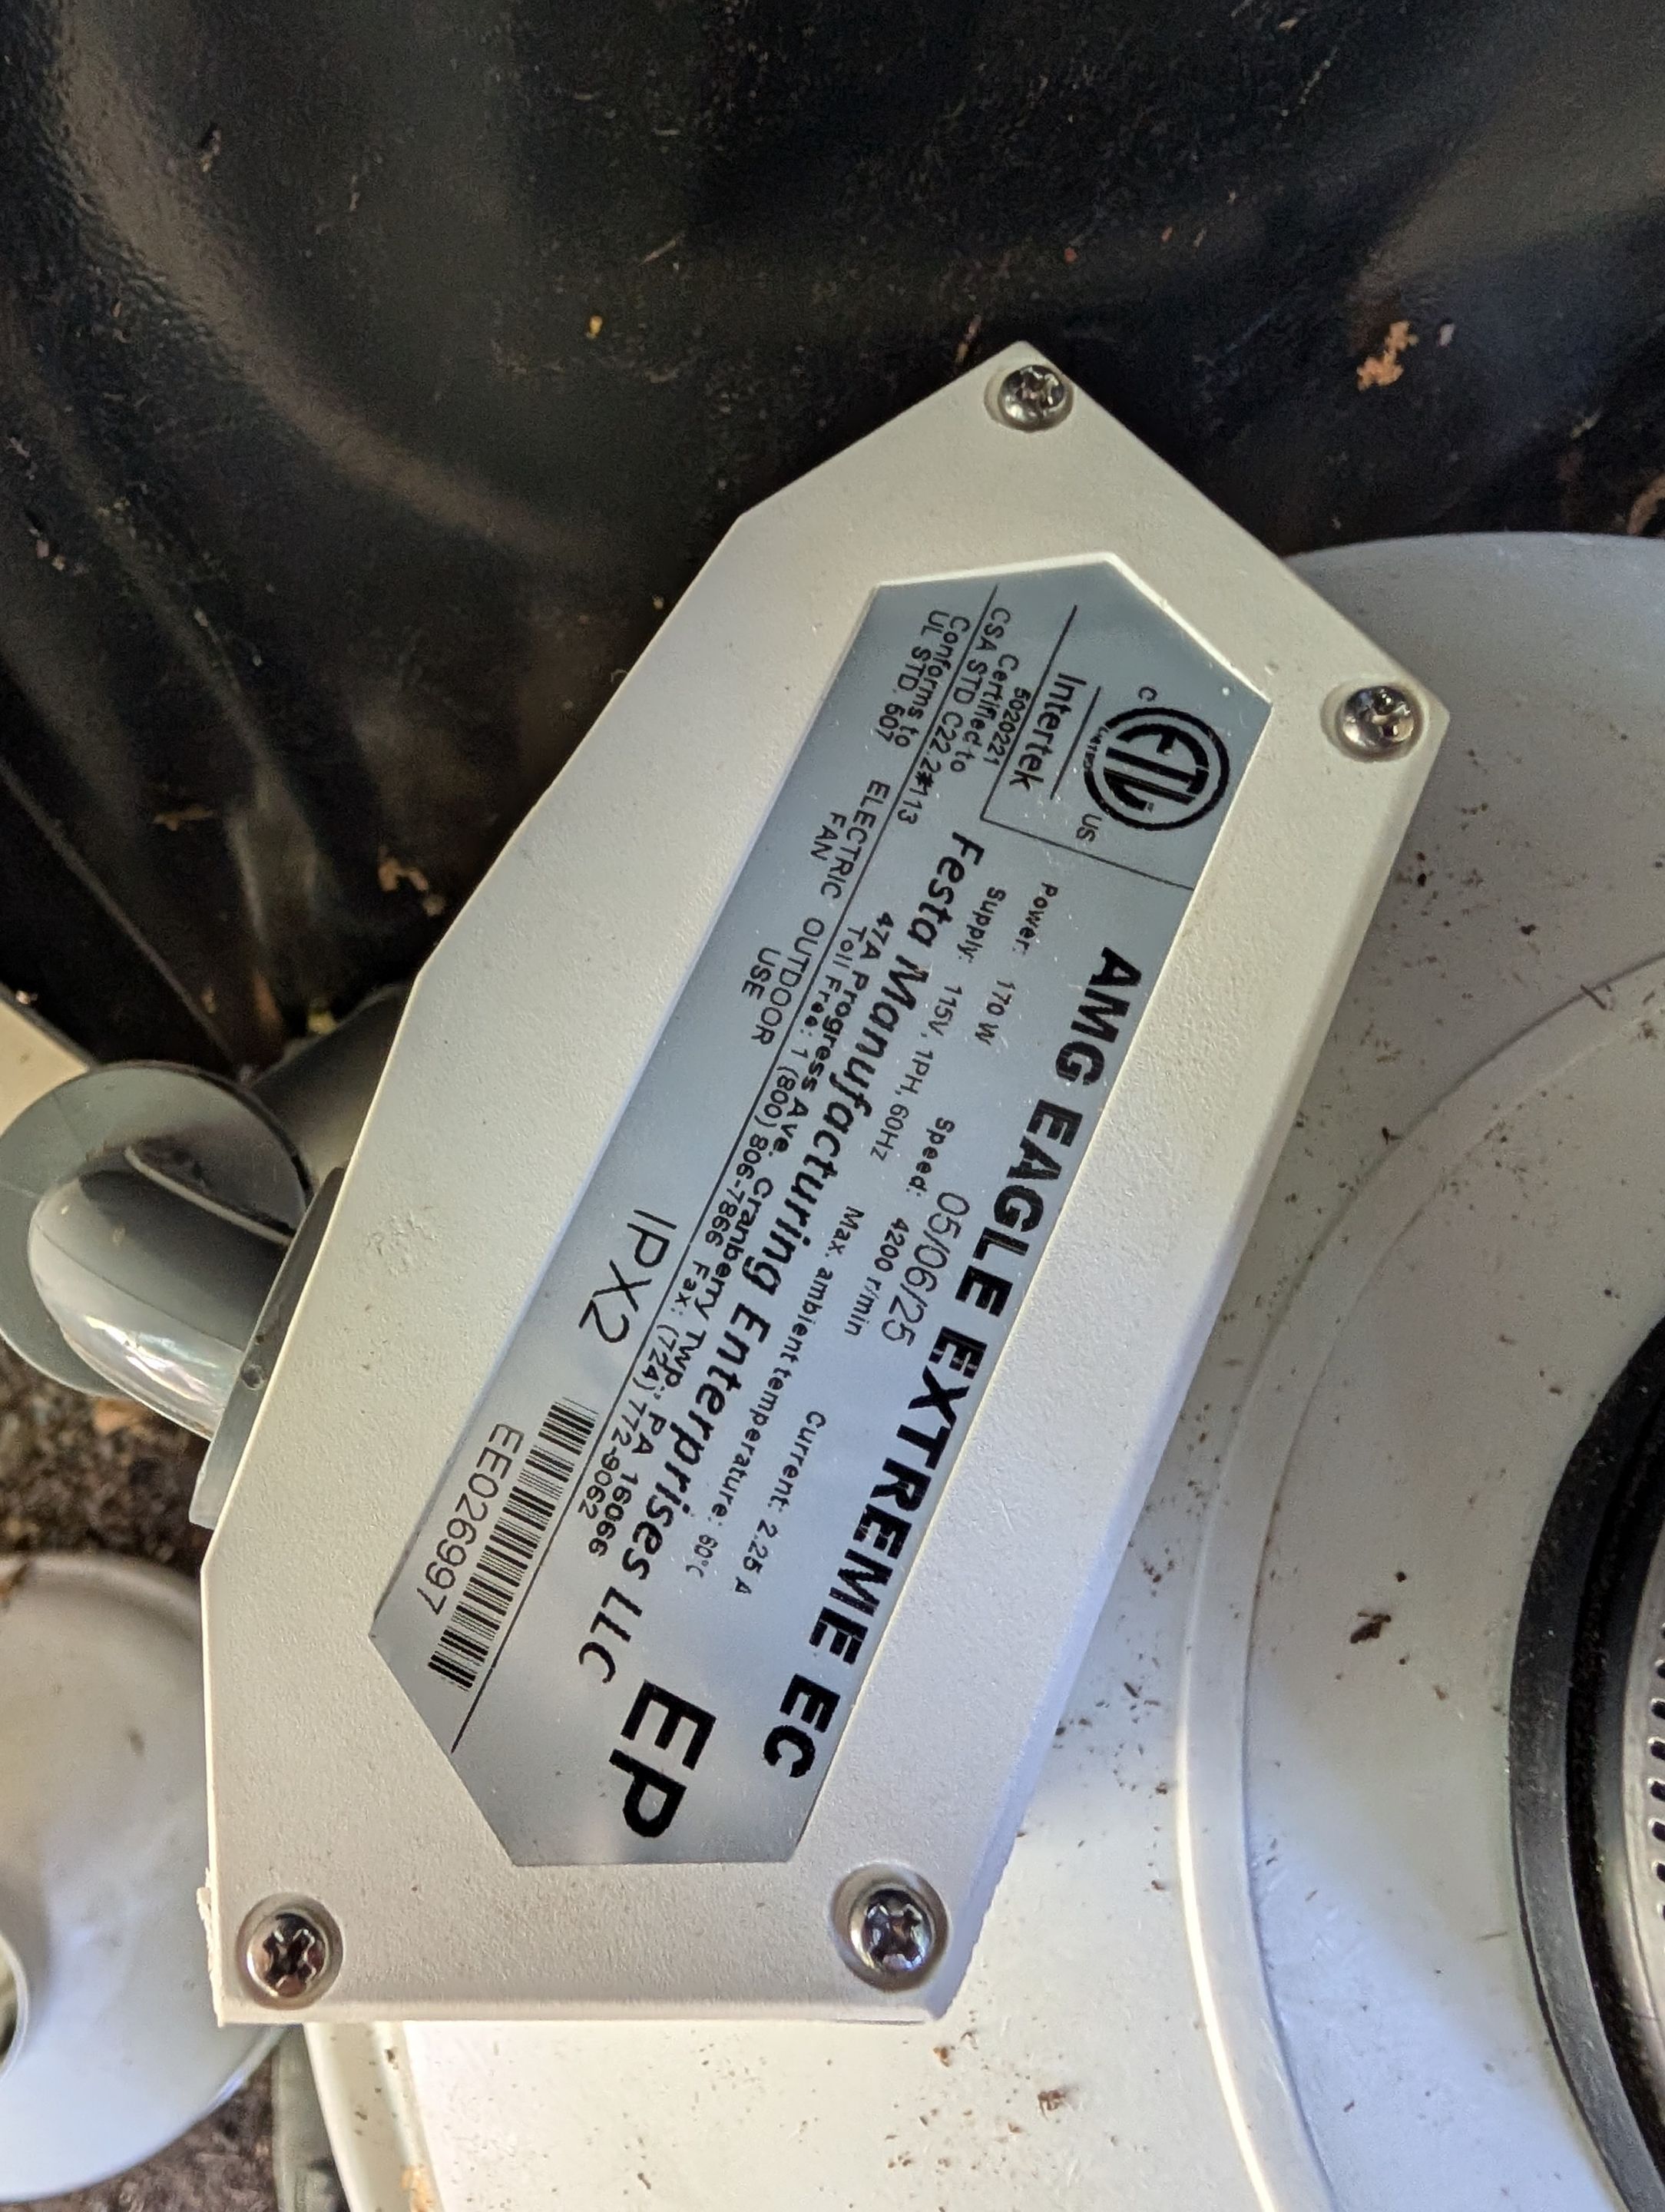 AMG EAGLE EXTREME EC
05/06/25
Power: 170 W
Speed: 4200 r/min
Current: 2.25 A
Supply: 115V, 1PH, 60Hz
Max. ambient temperature: 60°C
Festa Manufacturing Enterprises LLC
EP
47A Progress Ave. Cranberry TWP; PA 16066
Toll Free: 1 (800) 806-7866 Fax: (724) 772-9062
C ETL US
LISTED
Intertek
5020221
Certified to
CSA STD C22.2*113
Conforms to
UL STD. 507
ELECTRIC
FAN
OUTDOOR
USE
IPX2
EE026997